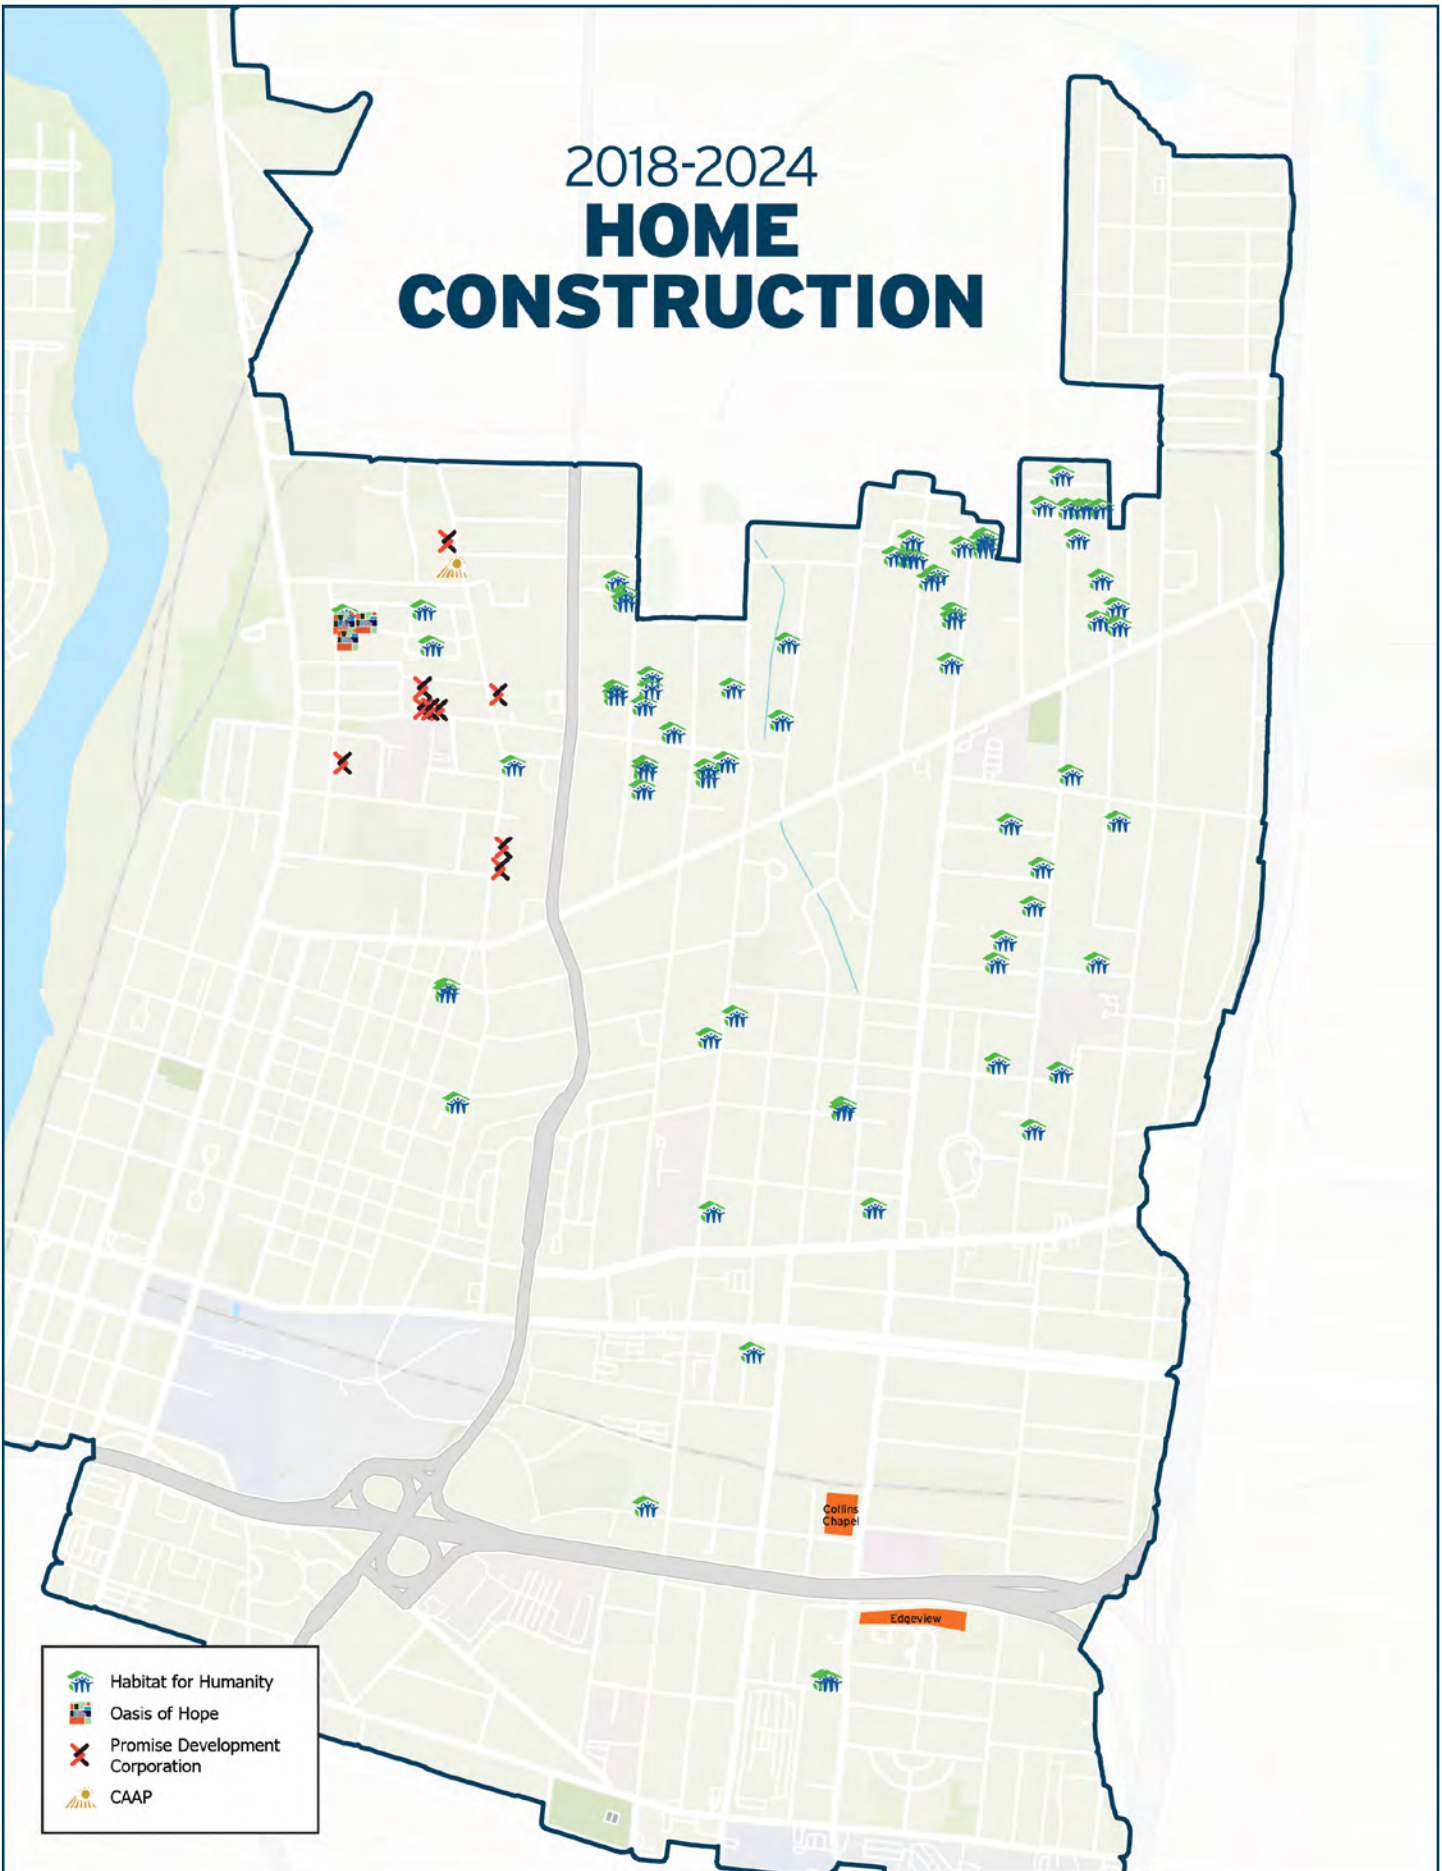 2018-2024
HOME
CONSTRUCTION
Collins
Chapel
Edgeview
Habitat for Humanity
Oasis of Hope
Promise Development
Corporation
CAAP